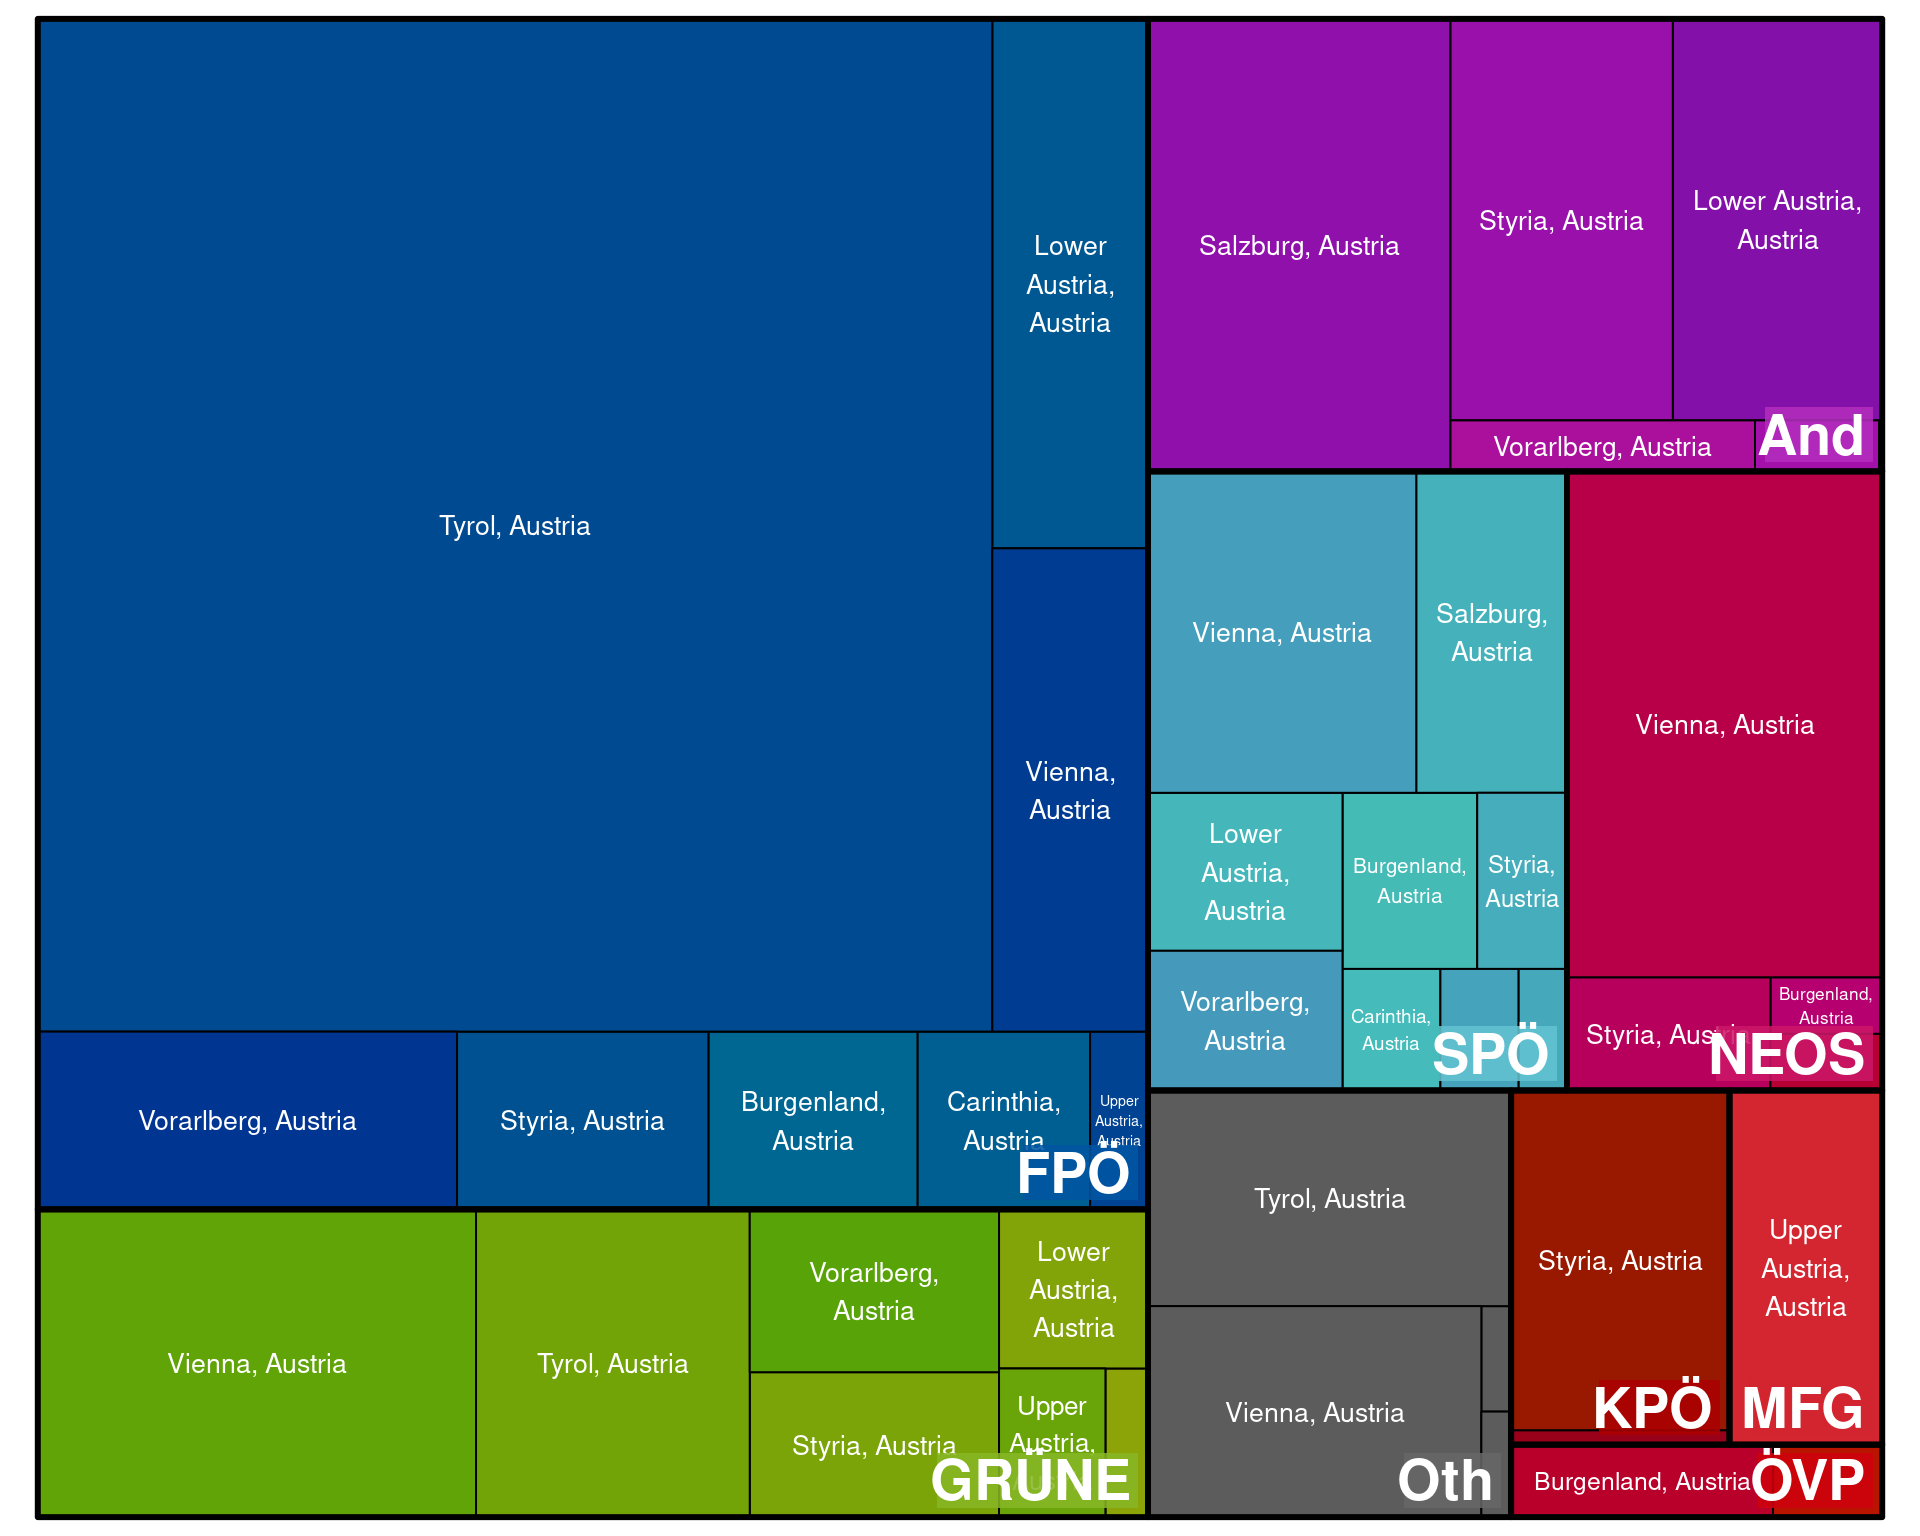 Tyrol, Austria
Lower
Austria,
Austria
Vienna,
Austria
Vorarlberg, Austria
Styria, Austria
Burgenland,
Austria
Carinthia,
Austria
Upper
Austria,
Austria
FPÖ
Vienna, Austria
Tyrol, Austria
Vorarlberg,
Austria
Styria, Austria
Lower
Austria,
Austria
Upper
Austria,
GRÜNE
Salzburg, Austria
Styria, Austria
Lower Austria,
Austria
Vorarlberg, Austria
And
Vienna, Austria
Salzburg,
Austria
Lower
Austria,
Austria
Burgenland,
Austria
Styria,
Austria
Vorarlberg,
Austria
Carinthia,
Austria
SPÖ
Vienna, Austria
Styria, Austria
Burgenland,
Austria
NEOS
Tyrol, Austria
Vienna, Austria
Oth
Styria, Austria
KPÖ
Upper
Austria,
Austria
MFG
Burgenland, Austria
ÖVP